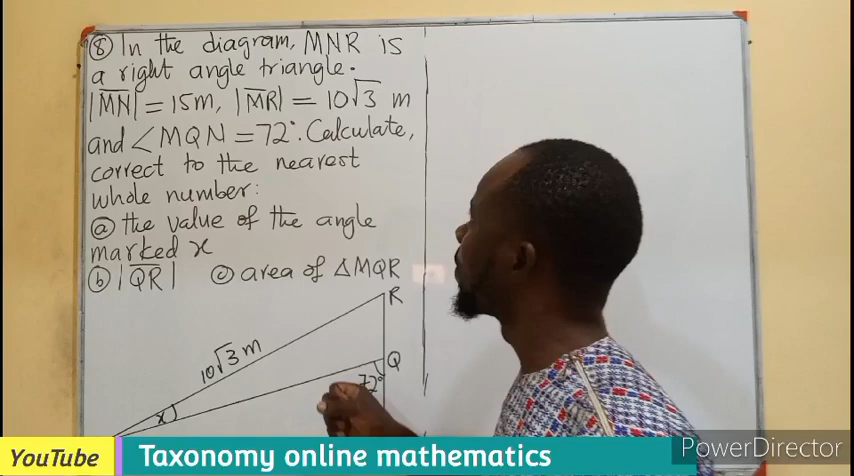 ⑧ In the diagram, MNR is
a right angle triangle.
|MN| = 15m, |MR| = 10√3 m
and ∠MQN = 72°. Calculate,
correct to the nearest
whole number:
ⓐ the value of the angle
marked x
ⓑ |QR| ⓒ area of △MQR
R
10√3 m
Q
72°
x
YouTube Taxonomy online mathematics
PowerDirector